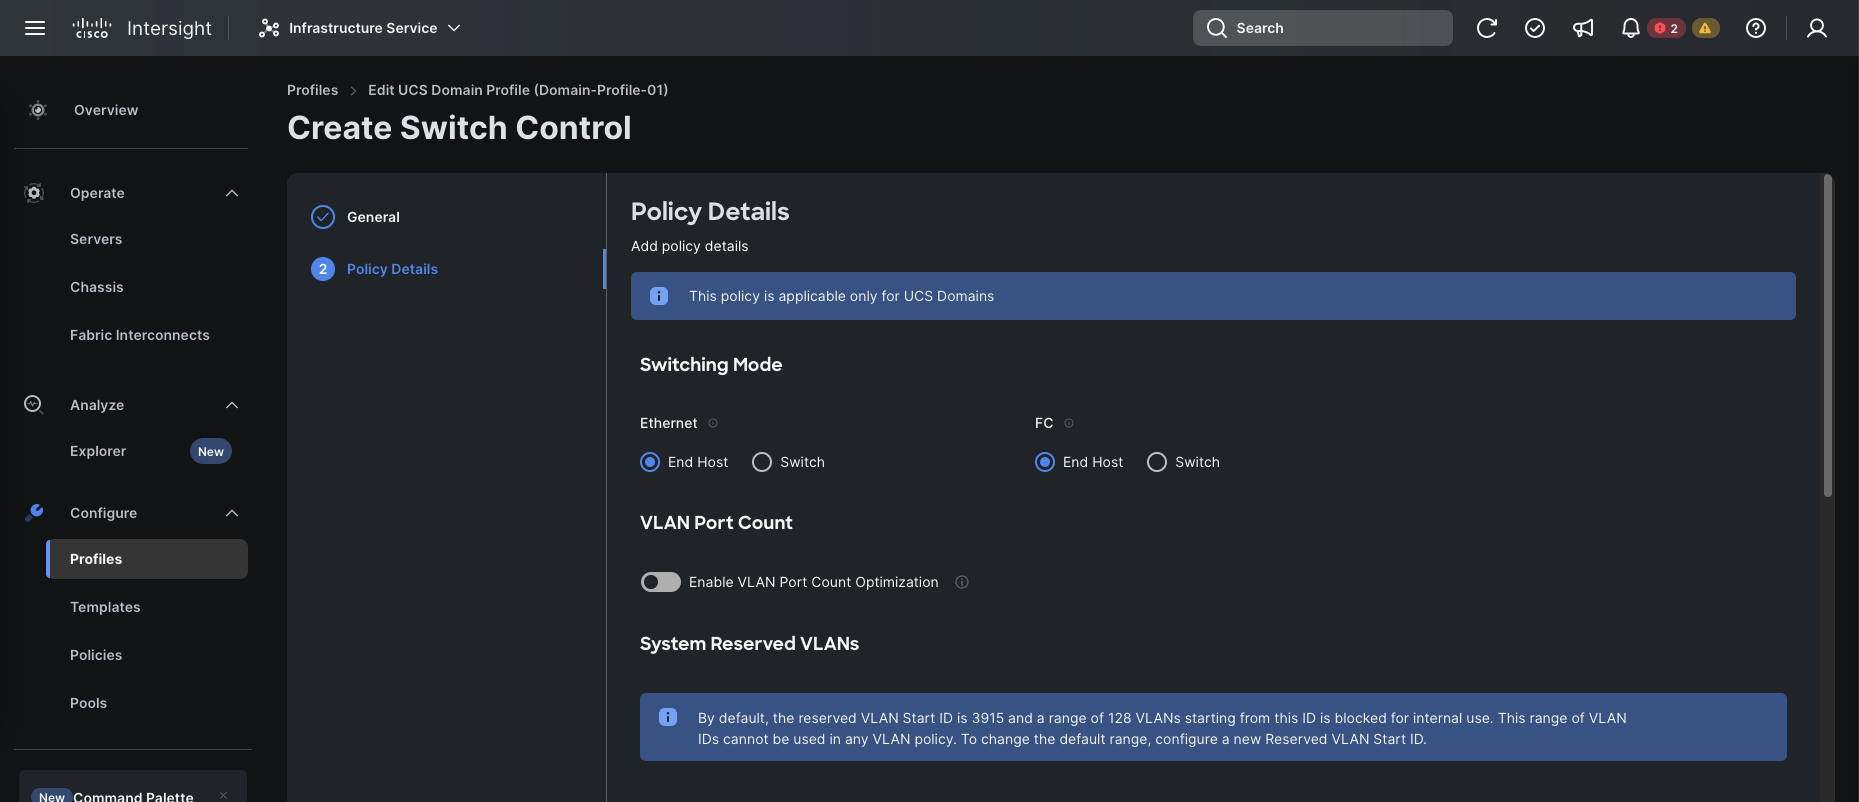 CISCO Intersight
Infrastructure Service
Search
2
Overview
Operate
Servers
Chassis
Fabric Interconnects
Analyze
Explorer New
Configure
Profiles
Templates
Policies
Pools
New Command Palette
Profiles > Edit UCS Domain Profile (Domain-Profile-01)
Create Switch Control
General
2 Policy Details
Policy Details
Add policy details
This policy is applicable only for UCS Domains
Switching Mode
Ethernet
End Host Switch
FC
End Host Switch
VLAN Port Count
Enable VLAN Port Count Optimization
System Reserved VLANs
By default, the reserved VLAN Start ID is 3915 and a range of 128 VLANs starting from this ID is blocked for internal use. This range of VLAN
IDs cannot be used in any VLAN policy. To change the default range, configure a new Reserved VLAN Start ID.